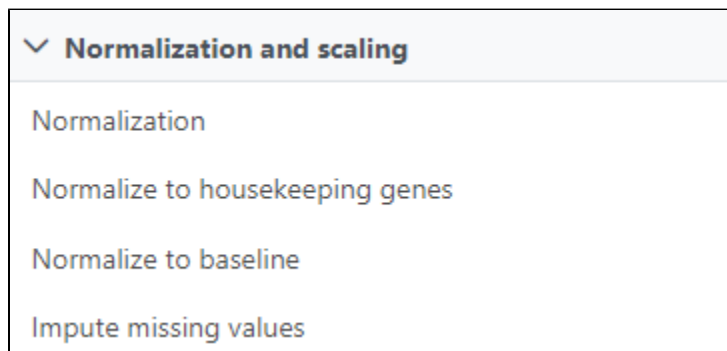 Normalization and scaling
Normalization
Normalize to housekeeping genes
Normalize to baseline
Impute missing values